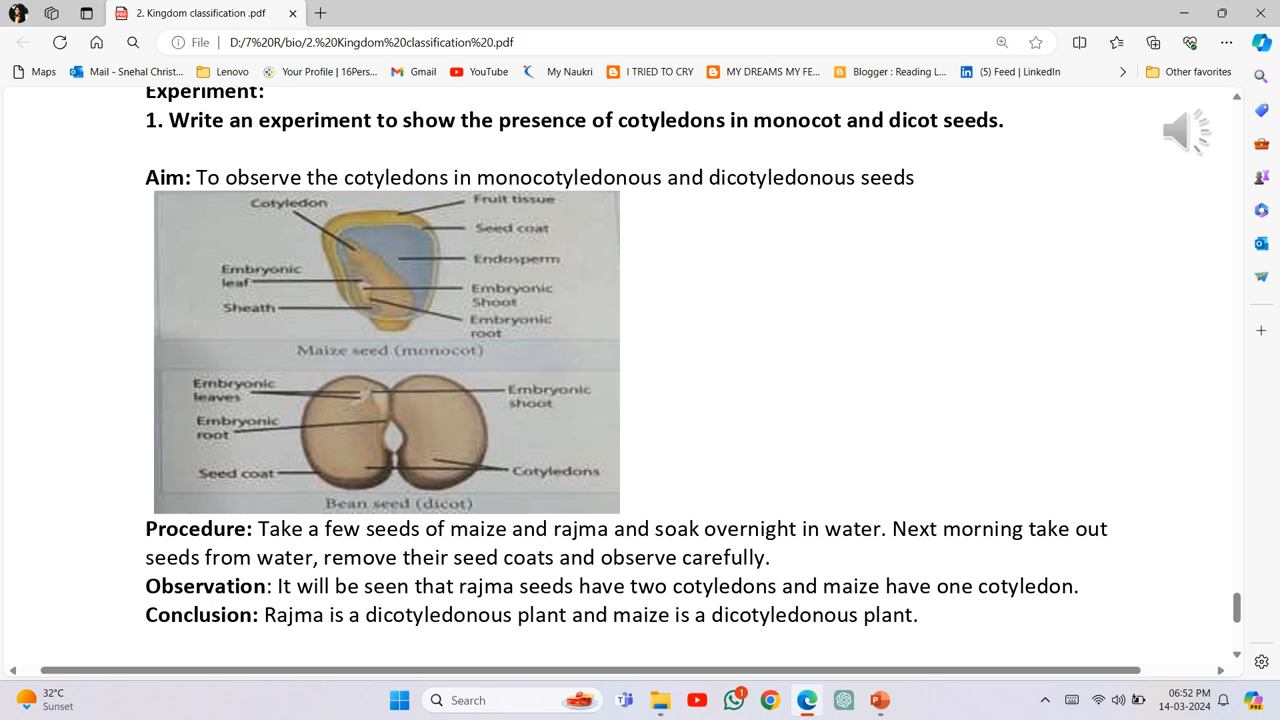 2. Kingdom classification .pdf
File
D:/7%20R/bio/2.%20Kingdom%20classification%20.pdf
Maps
Mail - Snehal Christ...
Lenovo
Your Profile | 16Pers...
Gmail
YouTube
My Naukri
I TRIED TO CRY
MY DREAMS MY FE...
Blogger : Reading L...
(5) Feed | LinkedIn
Other favorites
Experiment:
1. Write an experiment to show the presence of cotyledons in monocot and dicot seeds.
Aim: To observe the cotyledons in monocotyledonous and dicotyledonous seeds
Cotyledon
Fruit tissue
Seed coat
Endosperm
Embryonic
leaf
Embryonic
Shoot
Sheath
Embryonic
root
Maize seed (monocot)
Embryonic
leaves
Embryonic
shoot
Embryonic
root
Seed coat
Cotyledons
Bean seed (dicot)
Procedure: Take a few seeds of maize and rajma and soak overnight in water. Next morning take out
seeds from water, remove their seed coats and observe carefully.
Observation: It will be seen that rajma seeds have two cotyledons and maize have one cotyledon.
Conclusion: Rajma is a dicotyledonous plant and maize is a dicotyledonous plant.
32°C
Sunset
Search
1
06:52 PM
14-03-2024
PRE